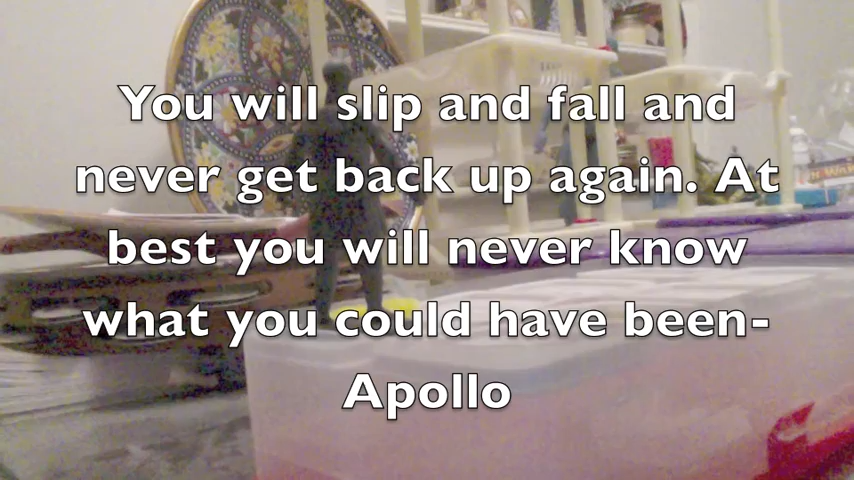 You will slip and fall and
never get back up again. At
best you will never know
what you could have been-
Apollo